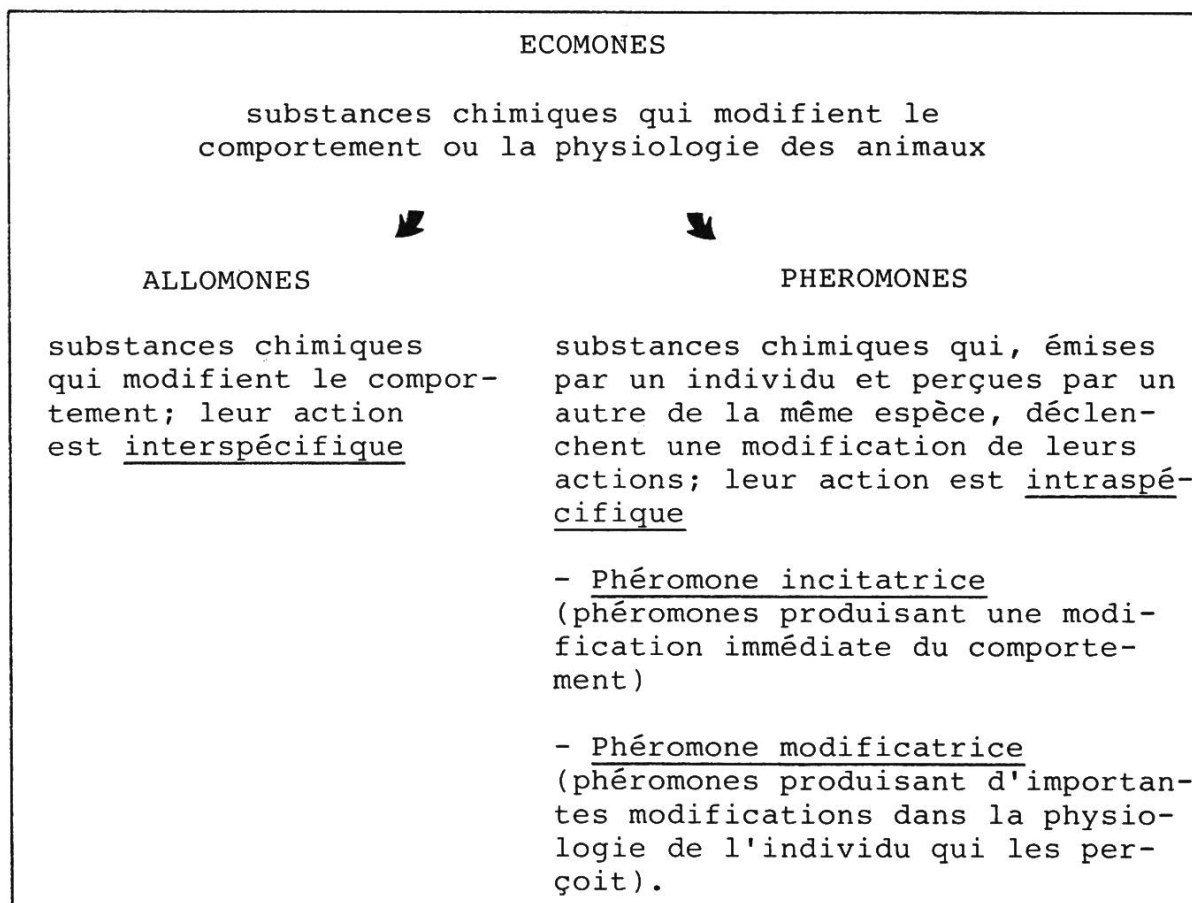 ECOMONES
substances chimiques qui modifient le
comportement ou la physiologie des animaux
ALLOMONES
substances chimiques
qui modifient le compor-
tement; leur action
est interspécifique
PHEROMONES
substances chimiques qui, émises
par un individu et perçues par un
autre de la même espèce, déclen-
chent une modification de leurs
actions; leur action est intraspé-
cifique
- Phéromone incitatrice
(phéromones produisant une modi-
fication immédiate du comporte-
ment)
- Phéromone modificatrice
(phéromones produisant d'importan-
tes modifications dans la physio-
logie de l'individu qui les per-
çoit).